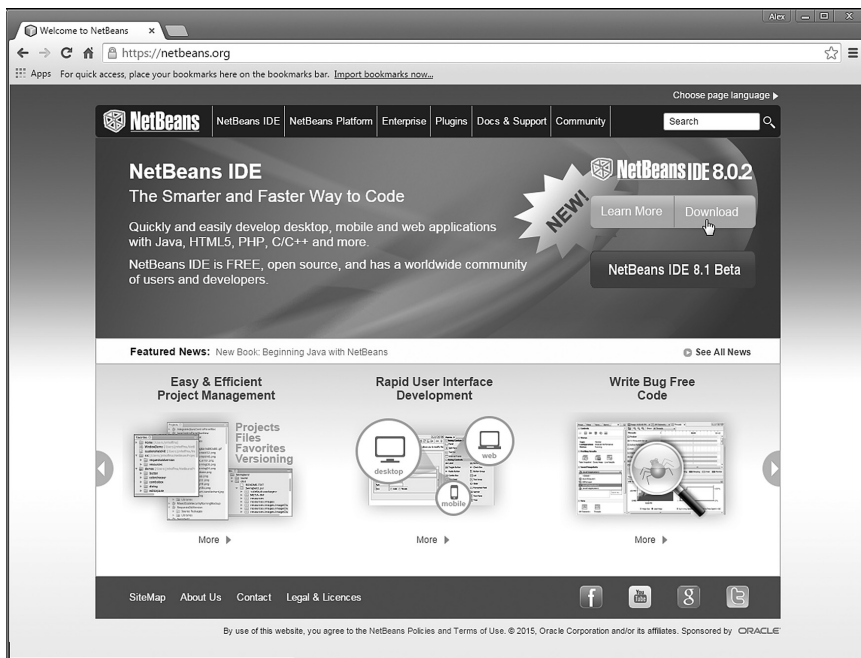 Alex
Welcome to NetBeans
https://netbeans.org
Apps For quick access, place your bookmarks here on the bookmarks bar. Import bookmarks now...
Choose page language
NetBeans
NetBeans IDE NetBeans Platform Enterprise Plugins Docs & Support Community
Search
NetBeans IDE
The Smarter and Faster Way to Code
Quickly and easily develop desktop, mobile and web applications
with Java, HTML5, PHP, C/C++ and more.
NetBeans IDE is FREE, open source, and has a worldwide community
of users and developers.
NEW!
NetBeans IDE 8.0.2
Learn More Download
NetBeans IDE 8.1 Beta
Featured News: New Book: Beginning Java with NetBeans
See All News
Easy & Efficient
Project Management
Projects
Files
Favorites
Versioning
More
Rapid User Interface
Development
desktop
web
mobile
More
Write Bug Free
Code
More
SiteMap About Us Contact Legal & Licences
You
Tube
By use of this website, you agree to the NetBeans Policies and Terms of Use. © 2015, Oracle Corporation and/or its affiliates. Sponsored by ORACLE